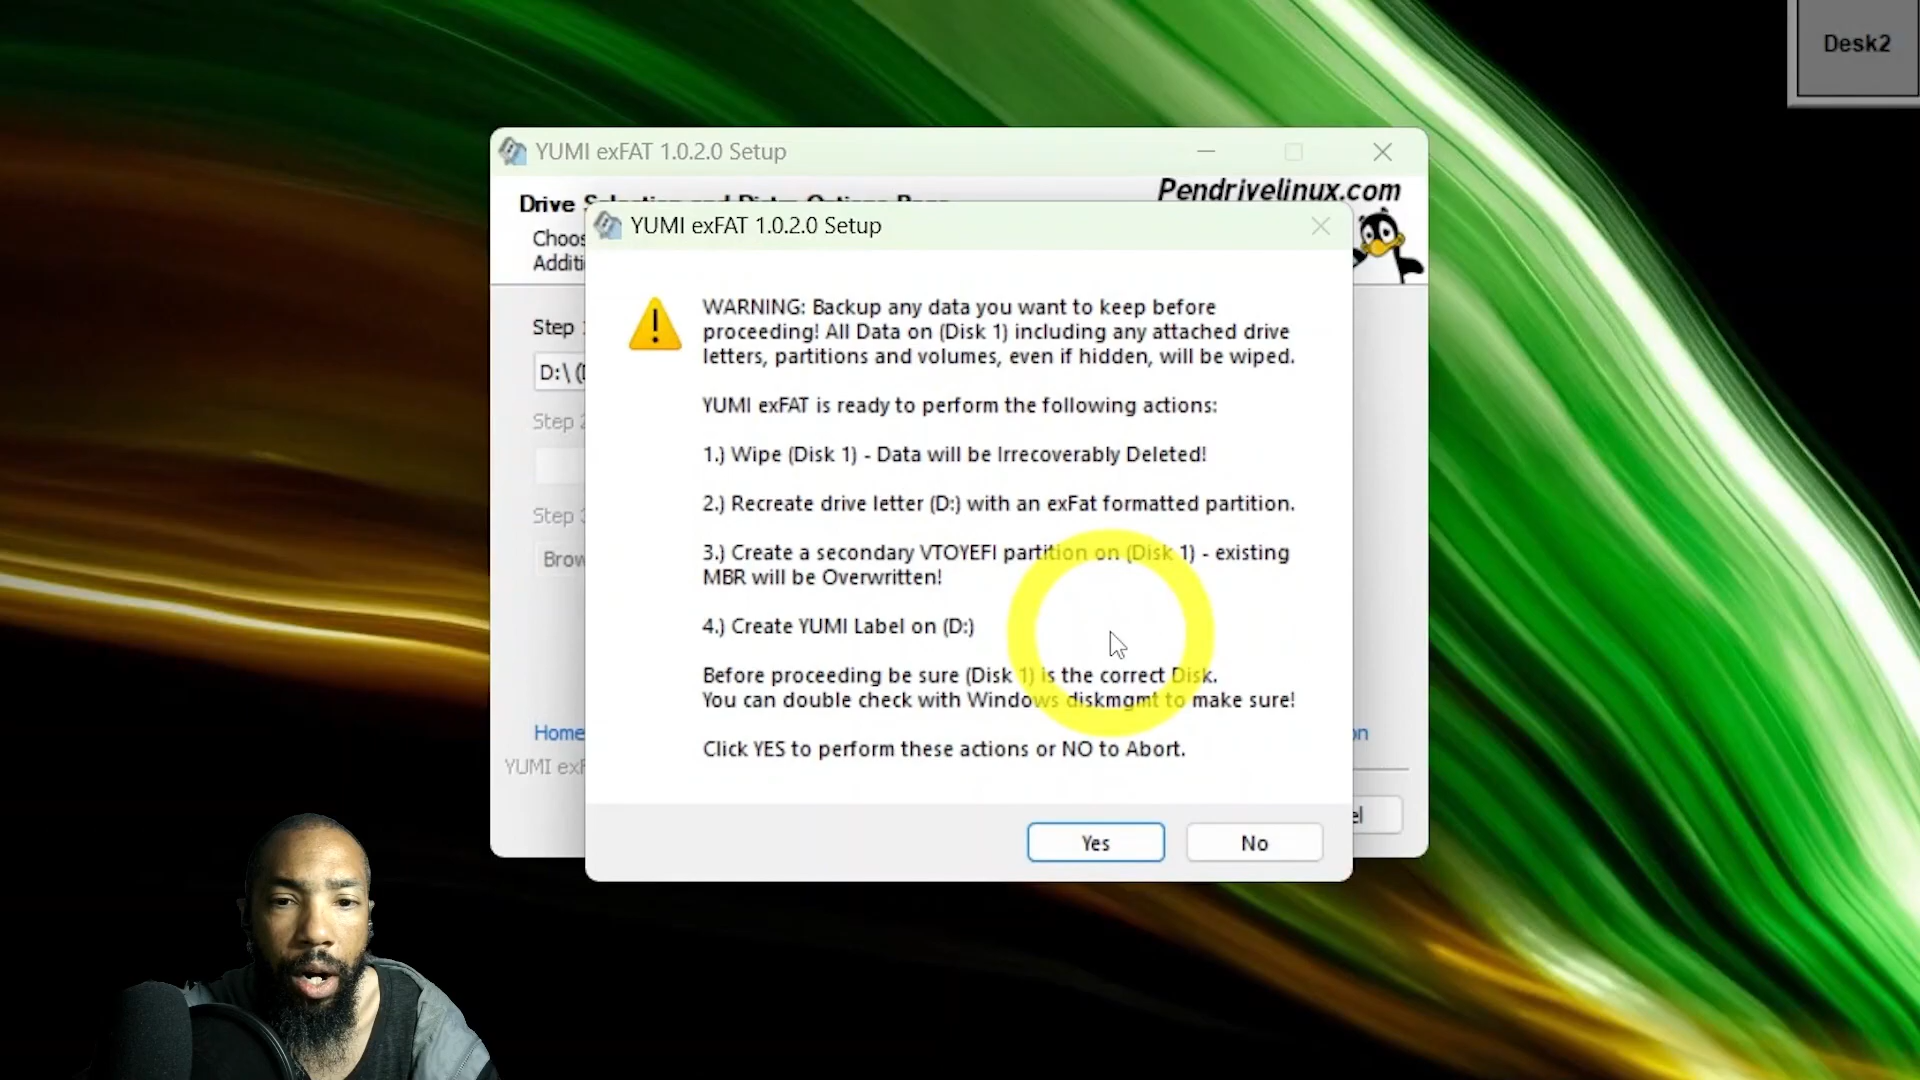 Desk2
YUMI exFAT 1.0.2.0 Setup
Pendrivelinux.com
Drive
YUMI exFAT 1.0.2.0 Setup
WARNING: Backup any data you want to keep before
proceeding! All Data on (Disk 1) including any attached drive
letters, partitions and volumes, even if hidden, will be wiped.
Step
D:\
YUMI exFAT is ready to perform the following actions:
Step 2
1.) Wipe (Disk 1) - Data will be Irrecoverably Deleted!
2.) Recreate drive letter (D:) with an exFat formatted partition.
Step 3
3.) Create a secondary VTOYEFI partition on (Disk 1) - existing
MBR will be Overwritten!
4.) Create YUMI Label on (D:)
Before proceeding be sure (Disk 1) is the correct Disk.
You can double check with Windows diskmgmt to make sure!
Home
Click YES to perform these actions or NO to Abort.
YUMI
Yes
No